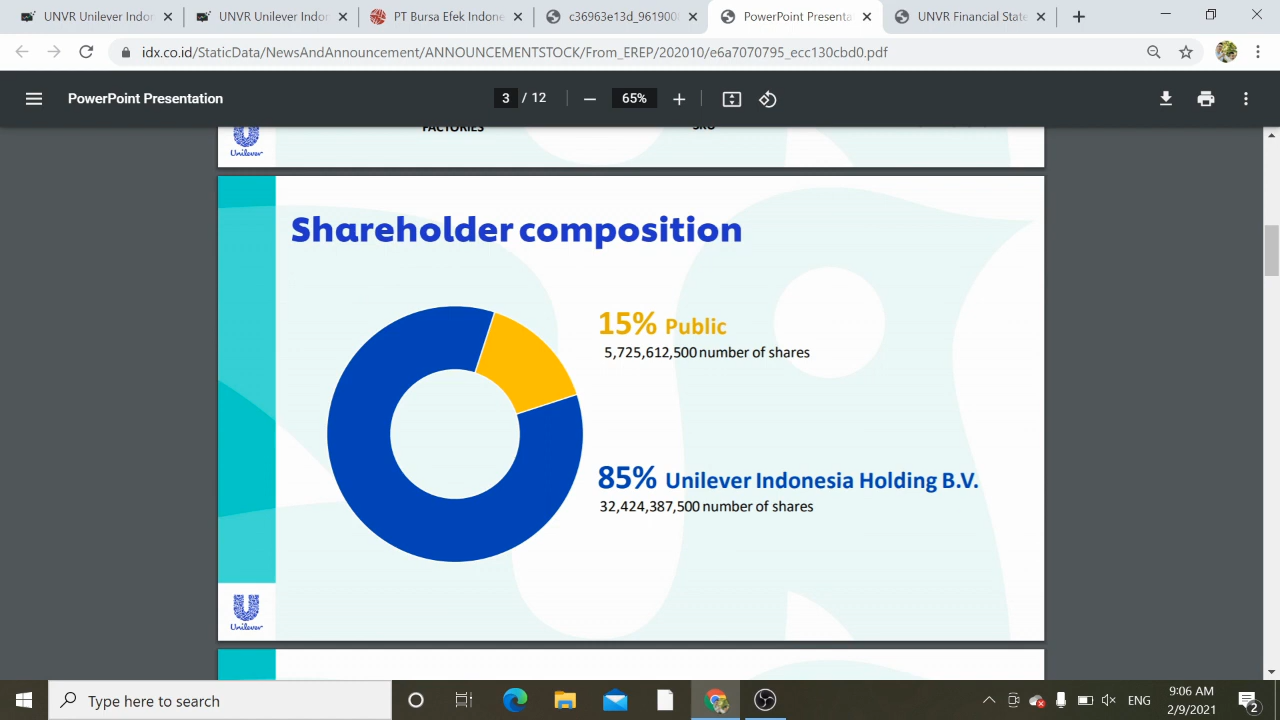 UNVR Unilever Indon
UNVR Unilever Indon
PT Bursa Efek Indone
c36963e13d_961900
PowerPoint Presenta
UNVR Financial State
idx.co.id/StaticData/NewsAndAnnouncement/ANNOUNCEMENTSTOCK/From_EREP/202010/e6a7070795_ecc130cbd0.pdf
PowerPoint Presentation
3 / 12
65%
FACTORIES
SKU
Unilever
Shareholder composition
15% Public
5,725,612,500 number of shares
85% Unilever Indonesia Holding B.V.
32,424,387,500 number of shares
Unilever
Type here to search
ENG
9:06 AM
2/9/2021
2